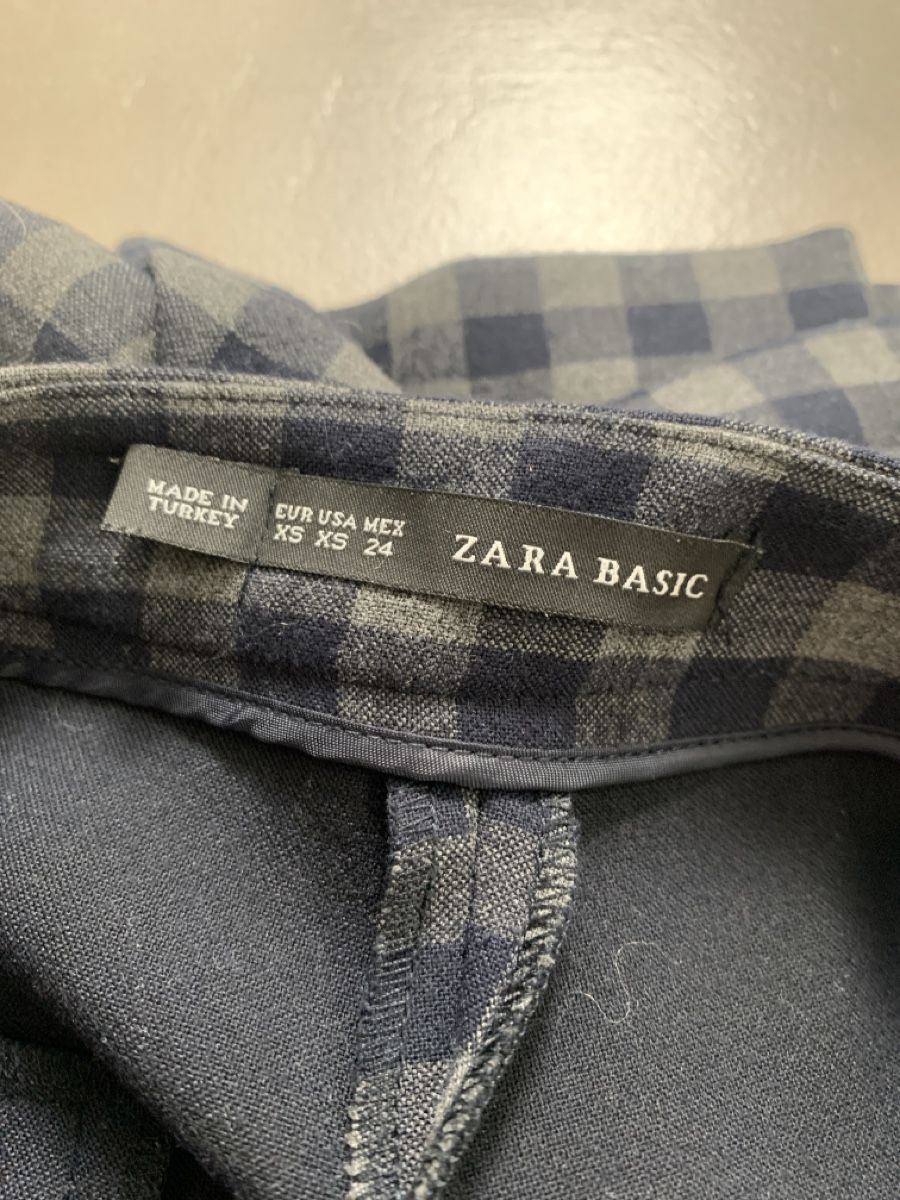 MADE IN
TURKEY
EUR USA MEX
XS XS 24
ZARA BASIC